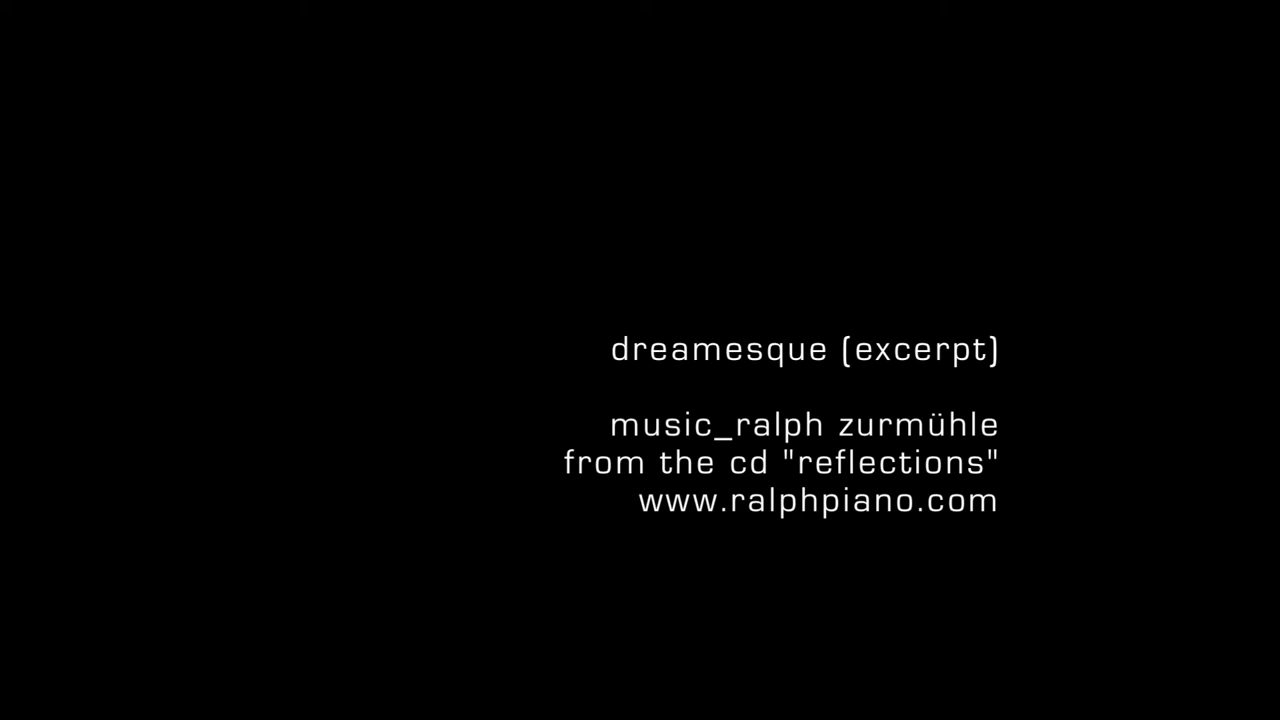 dreamesque (excerpt)
music_ralph zurmühle
from the cd "reflections"
www.ralphpiano.com